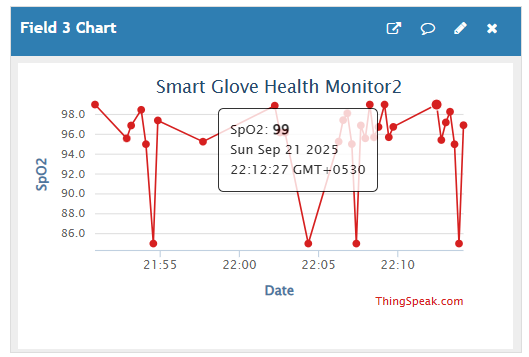 Field 3 Chart
Smart Glove Health Monitor2
98.0
96.0
94.0
92.0
90.0
88.0
86.0
SpO2
SpO2: 99
Sun Sep 21 2025
22:12:27 GMT+0530
21:55
22:00
22:05
22:10
Date
ThingSpeak.com